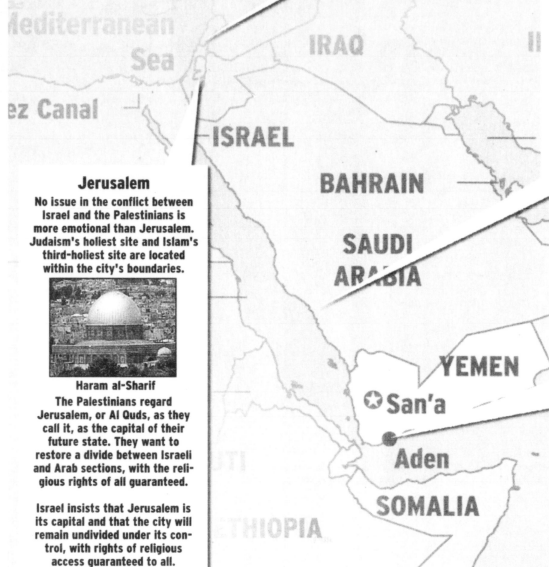 Mediterranean
Sea
IRAQ
ez Canal
ISRAEL
BAHRAIN
SAUDI
ARABIA
YEMEN
San'a
Aden
SOMALIA
UTI
ETHIOPIA
Jerusalem
No issue in the conflict between
Israel and the Palestinians is
more emotional than Jerusalem.
Judaism's holiest site and Islam's
third-holiest site are located
within the city's boundaries.
Haram al-Sharif
The Palestinians regard
Jerusalem, or Al Quds, as they
call it, as the capital of their
future state. They want to
restore a divide between Israeli
and Arab sections, with the reli-
gious rights of all guaranteed.
Israel insists that Jerusalem is
its capital and that the city will
remain undivided under its con-
trol, with rights of religious
access guaranteed to all.